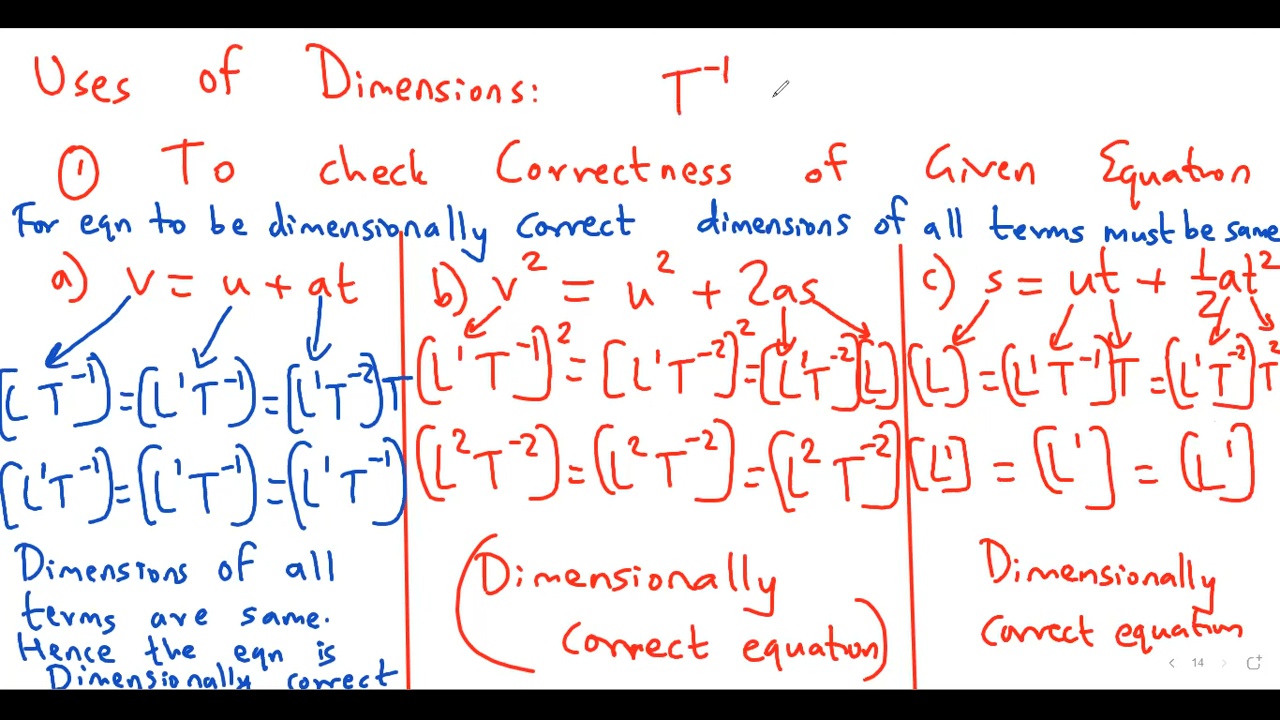 Uses of Dimensions: T⁻¹
① To check Correctness of Given Equation
For eqn to be dimensionally correct dimensions of all terms must be same
a) v = u + at
[L T⁻¹] = [L¹T⁻¹] = [L¹T⁻²]T
[L¹T⁻¹] = [L¹T⁻¹] = [L¹T⁻¹]
Dimensions of all
terms are same.
Hence the eqn is
Dimensionally correct
b) v² = u² + 2as
[L¹T⁻¹]² = [L¹T⁻²]² = [L¹T⁻²][L]
[L²T⁻²] = [L²T⁻²] = [L²T⁻²]
(Dimensionally
correct equation)
c) s = ut + 1/2at²
[L] = [L¹T⁻¹]T = [L¹T⁻²]T²
[L¹] = [L¹] = [L¹]
Dimensionally
Correct equation
14